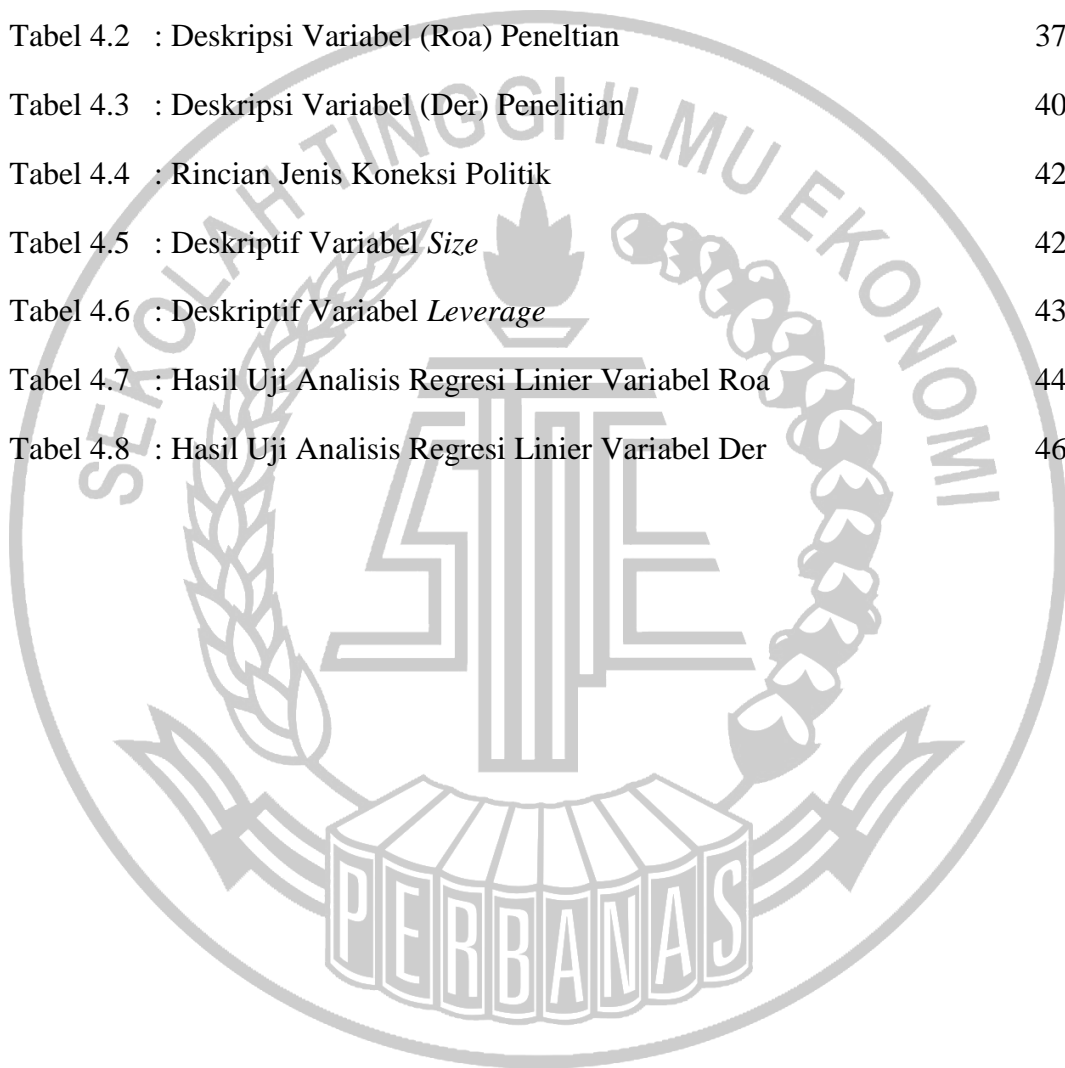 Tabel 4.2 : Deskripsi Variabel (Roa) Peneltian 37
Tabel 4.3 : Deskripsi Variabel (Der) Penelitian 40
Tabel 4.4 : Rincian Jenis Koneksi Politik 42
Tabel 4.5 : Deskriptif Variabel Size 42
Tabel 4.6 : Deskriptif Variabel Leverage 43
Tabel 4.7 : Hasil Uji Analisis Regresi Linier Variabel Roa 44
Tabel 4.8 : Hasil Uji Analisis Regresi Linier Variabel Der 46
SEKOLAH TINGGI ILMU EKONOMI
STIE
PERBANAS